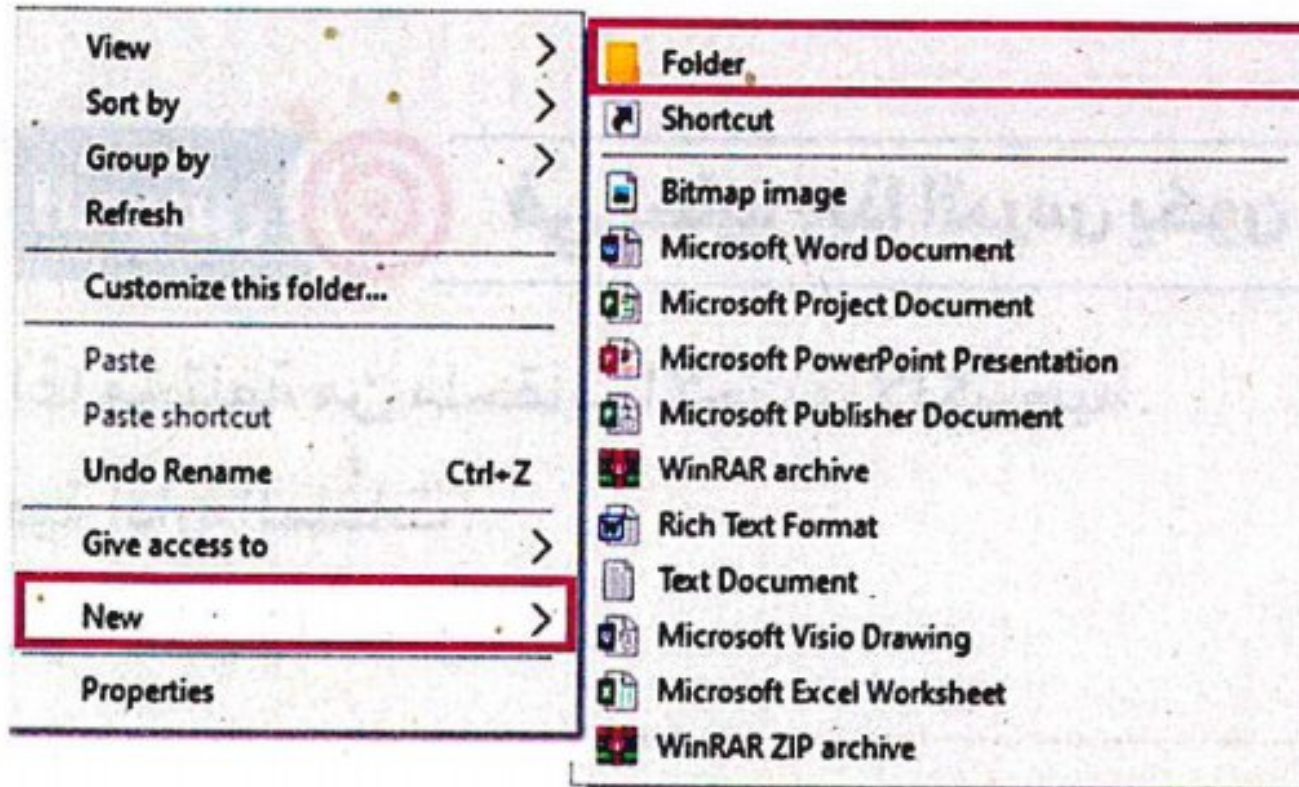 View
Sort by
Group by
Refresh
Customize this folder...
Paste
Paste shortcut
Undo Rename Ctrl+Z
Give access to
New
Properties
Folder
Shortcut
Bitmap image
Microsoft Word Document
Microsoft Project Document
Microsoft PowerPoint Presentation
Microsoft Publisher Document
WinRAR archive
Rich Text Format
Text Document
Microsoft Visio Drawing
Microsoft Excel Worksheet
WinRAR ZIP archive